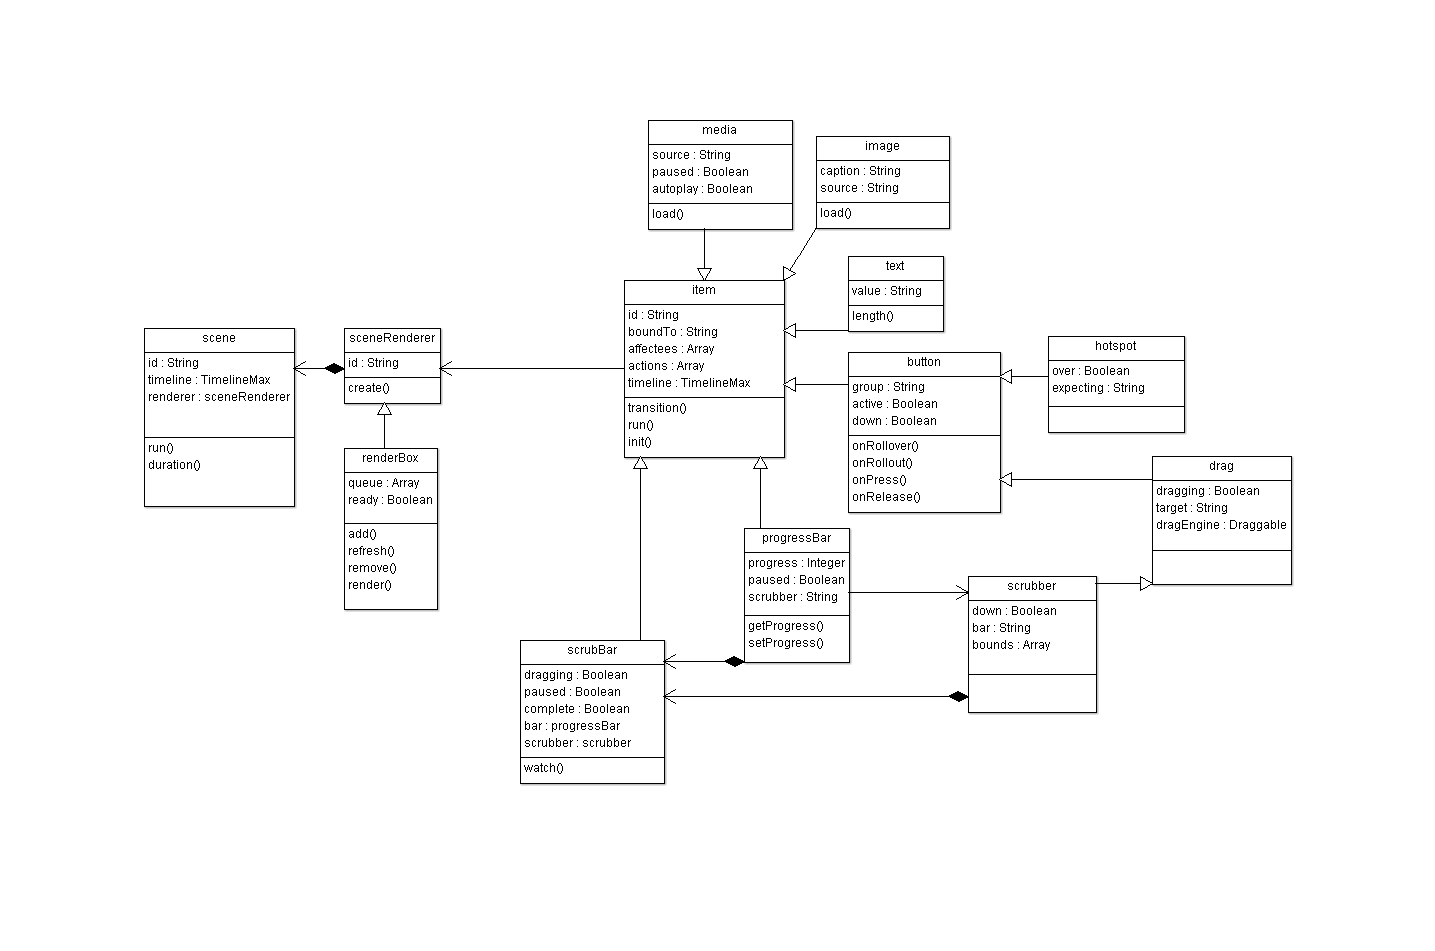 media
source : String
paused : Boolean
autoplay : Boolean
load()
image
caption : String
source : String
load()
text
value : String
length()
item
id : String
boundTo : String
affectees : Array
actions : Array
timeline : TimelineMax
transition()
run()
init()
scene
id : String
timeline : TimelineMax
renderer : sceneRenderer
run()
duration()
sceneRenderer
id : String
create()
renderBox
queue : Array
ready : Boolean
add()
refresh()
remove()
render()
button
group : String
active : Boolean
down : Boolean
onRollover()
onRollout()
onPress()
onRelease()
hotspot
over : Boolean
expecting : String
drag
dragging : Boolean
target : String
dragEngine : Draggable
progressBar
progress : Integer
paused : Boolean
scrubber : String
getProgress()
setProgress()
scrubber
down : Boolean
bar : String
bounds : Array
scrubBar
dragging : Boolean
paused : Boolean
complete : Boolean
bar : progressBar
scrubber : scrubber
watch()